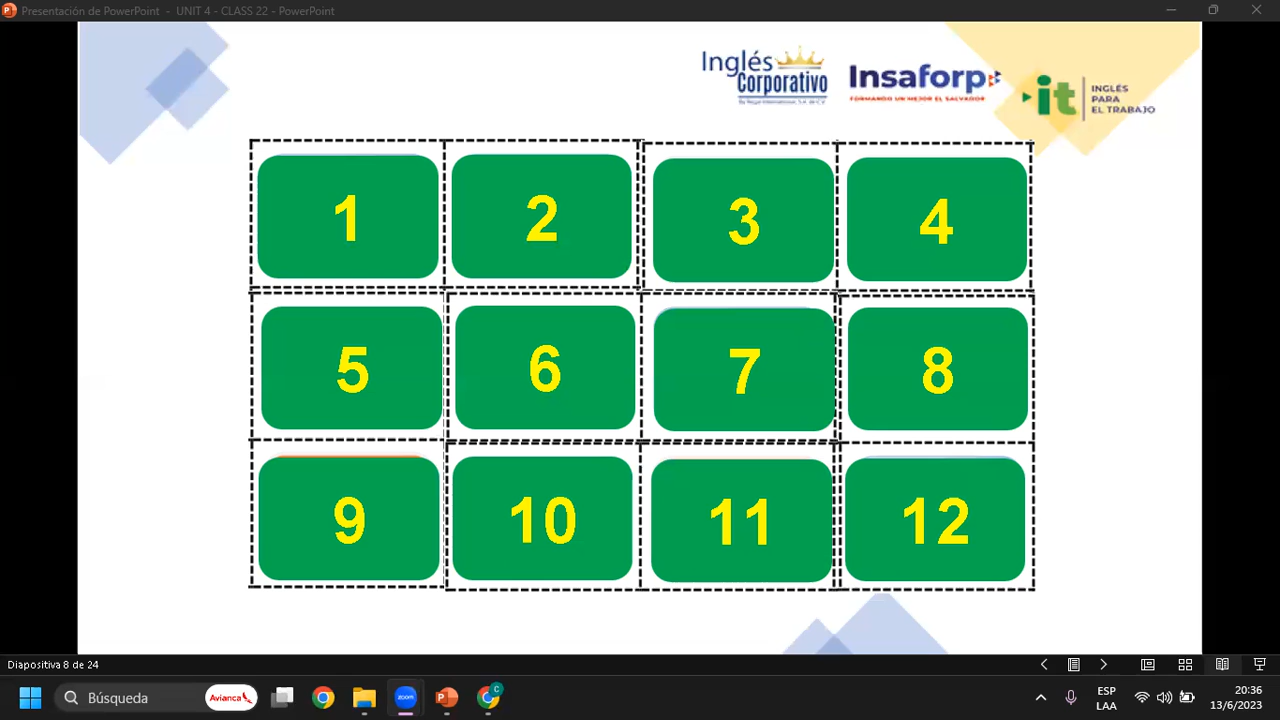 Presentación de PowerPoint - UNIT 4 - CLASS 22 - PowerPoint
Inglés
Corporativo
Insaforp
FORMANDO UN MEJOR EL SALVADOR
it
INGLÉS
PARA
EL TRABAJO
1 2 3 4
5 6 7 8
9 10 11 12
Diapositiva 8 de 24
Búsqueda
Avianca
zoom
C
ESP
LAA
20:36
13/6/2023